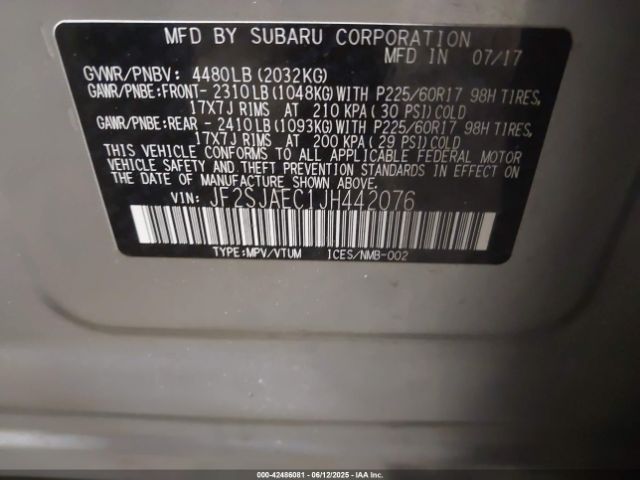 MFD BY SUBARU CORPORATION
MFD IN 07/17
GVWR/PNBV: 4480LB(2032KG)
GAWR/PNBE:FRONT- 2310LB(1048KG)WITH P225/60R17 98H TIRES,
17X7J RIMS AT 210 KPA(30 PSI)COLD
GAWR/PNBE:REAR - 2410LB(1093KG)WITH P225/60R17 98H TIRES,
17X7J RIMS AT 200 KPA(29 PSI)COLD
THIS VEHICLE CONFORMS TO ALL APPLICABLE FEDERAL MOTOR
VEHICLE SAFETY AND THEFT PREVENTION STANDARDS IN EFFECT ON
THE DATE OF MANUFACTURE SHOWN ABOVE.
VIN: JF2SJAEC1JH442076
TYPE:MPV/VTUM ICES/NMB-002
000-42486081 - 06/12/2025 - IAA Inc.